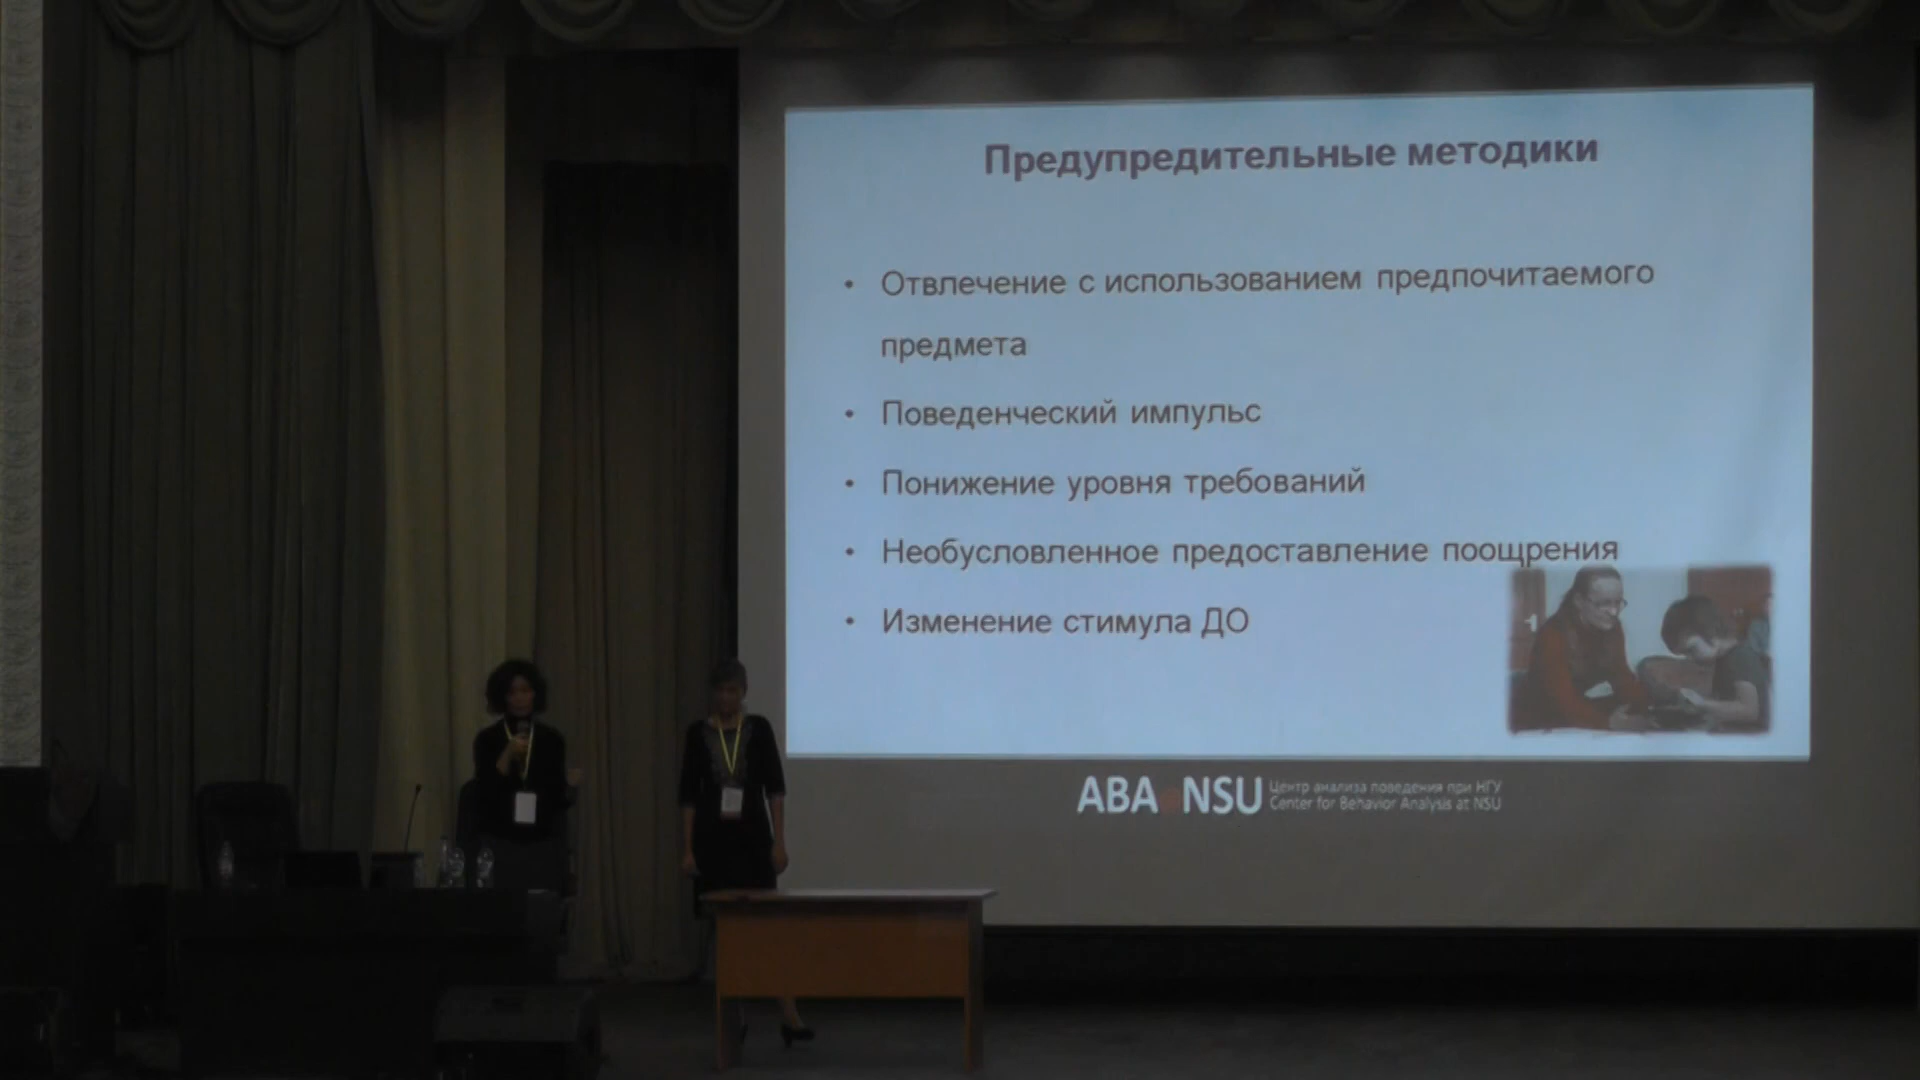 Предупредительные методики
• Отвлечение с использованием предпочитаемого
предмета
• Поведенческий импульс
• Понижение уровня требований
• Необусловленное предоставление поощрения
• Изменение стимула ДО
ABA NSU Центр анализа поведения при НГУ
Center for Behavior Analysis at NSU